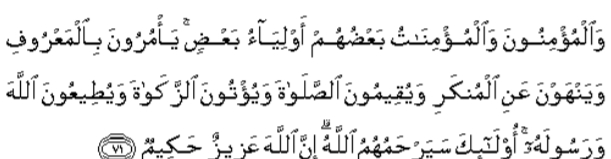 وَٱلْمُؤْمِنُونَ وَٱلْمُؤْمِنَـٰتُ بَعْضُهُمْ أَوْلِيَآءُ بَعْضٍۢ ۚ يَأْمُرُونَ بِٱلْمَعْرُوفِ
وَيَنْهَوْنَ عَنِ ٱلْمُنكَرِ وَيُقِيمُونَ ٱلصَّلَوٰةَ وَيُؤْتُونَ ٱلزَّكَوٰةَ وَيُطِيعُونَ ٱللَّهَ
وَرَسُولَهُۥٓ ۚ أُو۟لَـٰٓئِكَ سَيَرْحَمُهُمُ ٱللَّهُ ۗ إِنَّ ٱللَّهَ عَزِيزٌ حَكِيمٌ ﴿٧١﴾